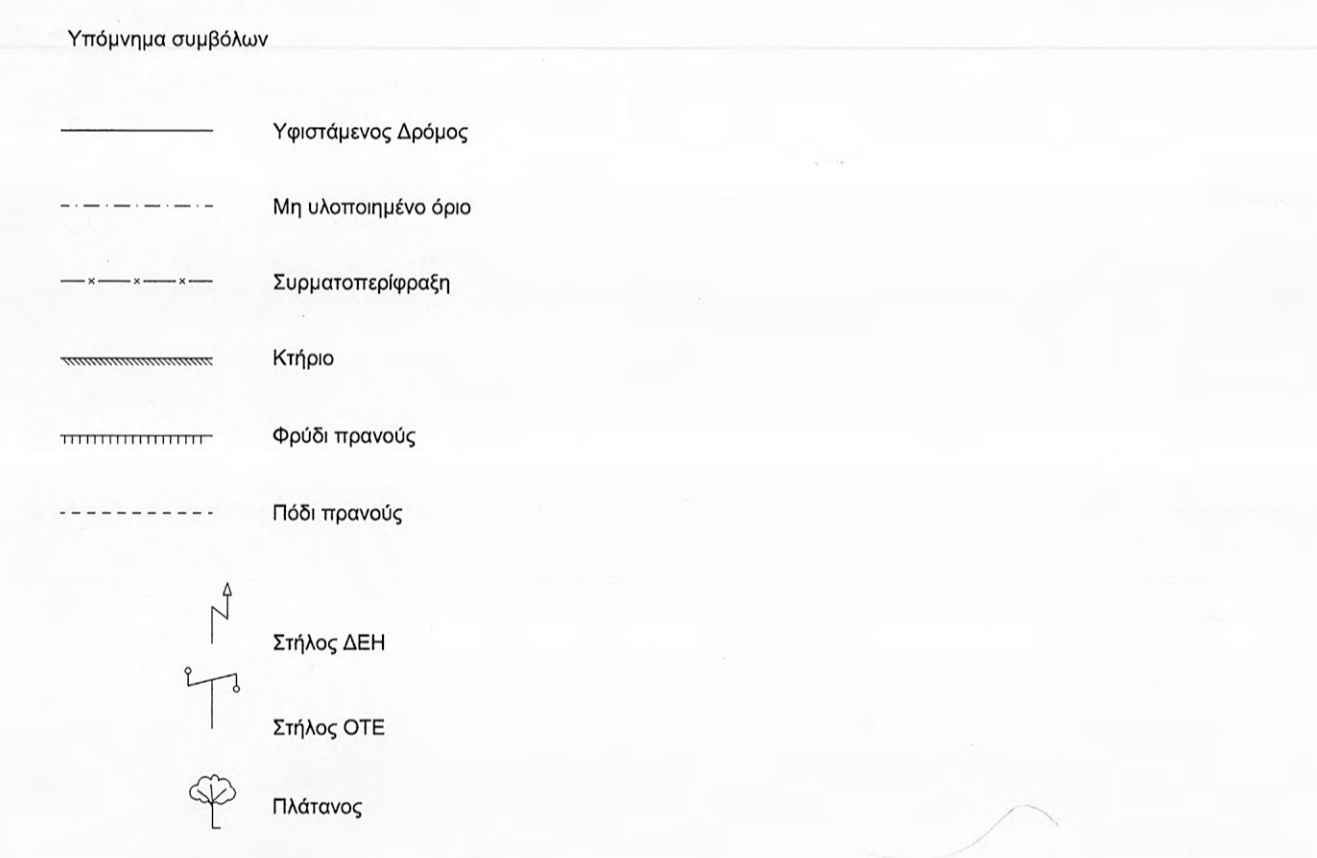 Υπόμνημα συμβόλων
Υφιστάμενος Δρόμος
Μη υλοποιημένο όριο
Συρματοπερίφραξη
Κτήριο
Φρύδι πρανούς
Πόδι πρανούς
Στήλος ΔΕΗ
Στήλος ΟΤΕ
Πλάτανος